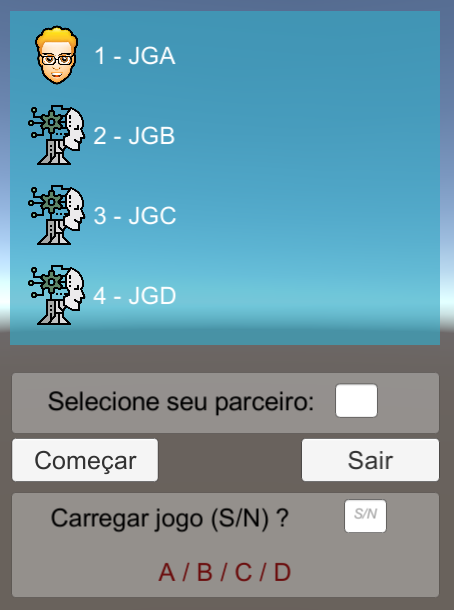 1 - JGA
2 - JGB
3 - JGC
4 - JGD
Selecione seu parceiro:
Começar
Sair
Carregar jogo (S/N) ?
S/N
A / B / C / D